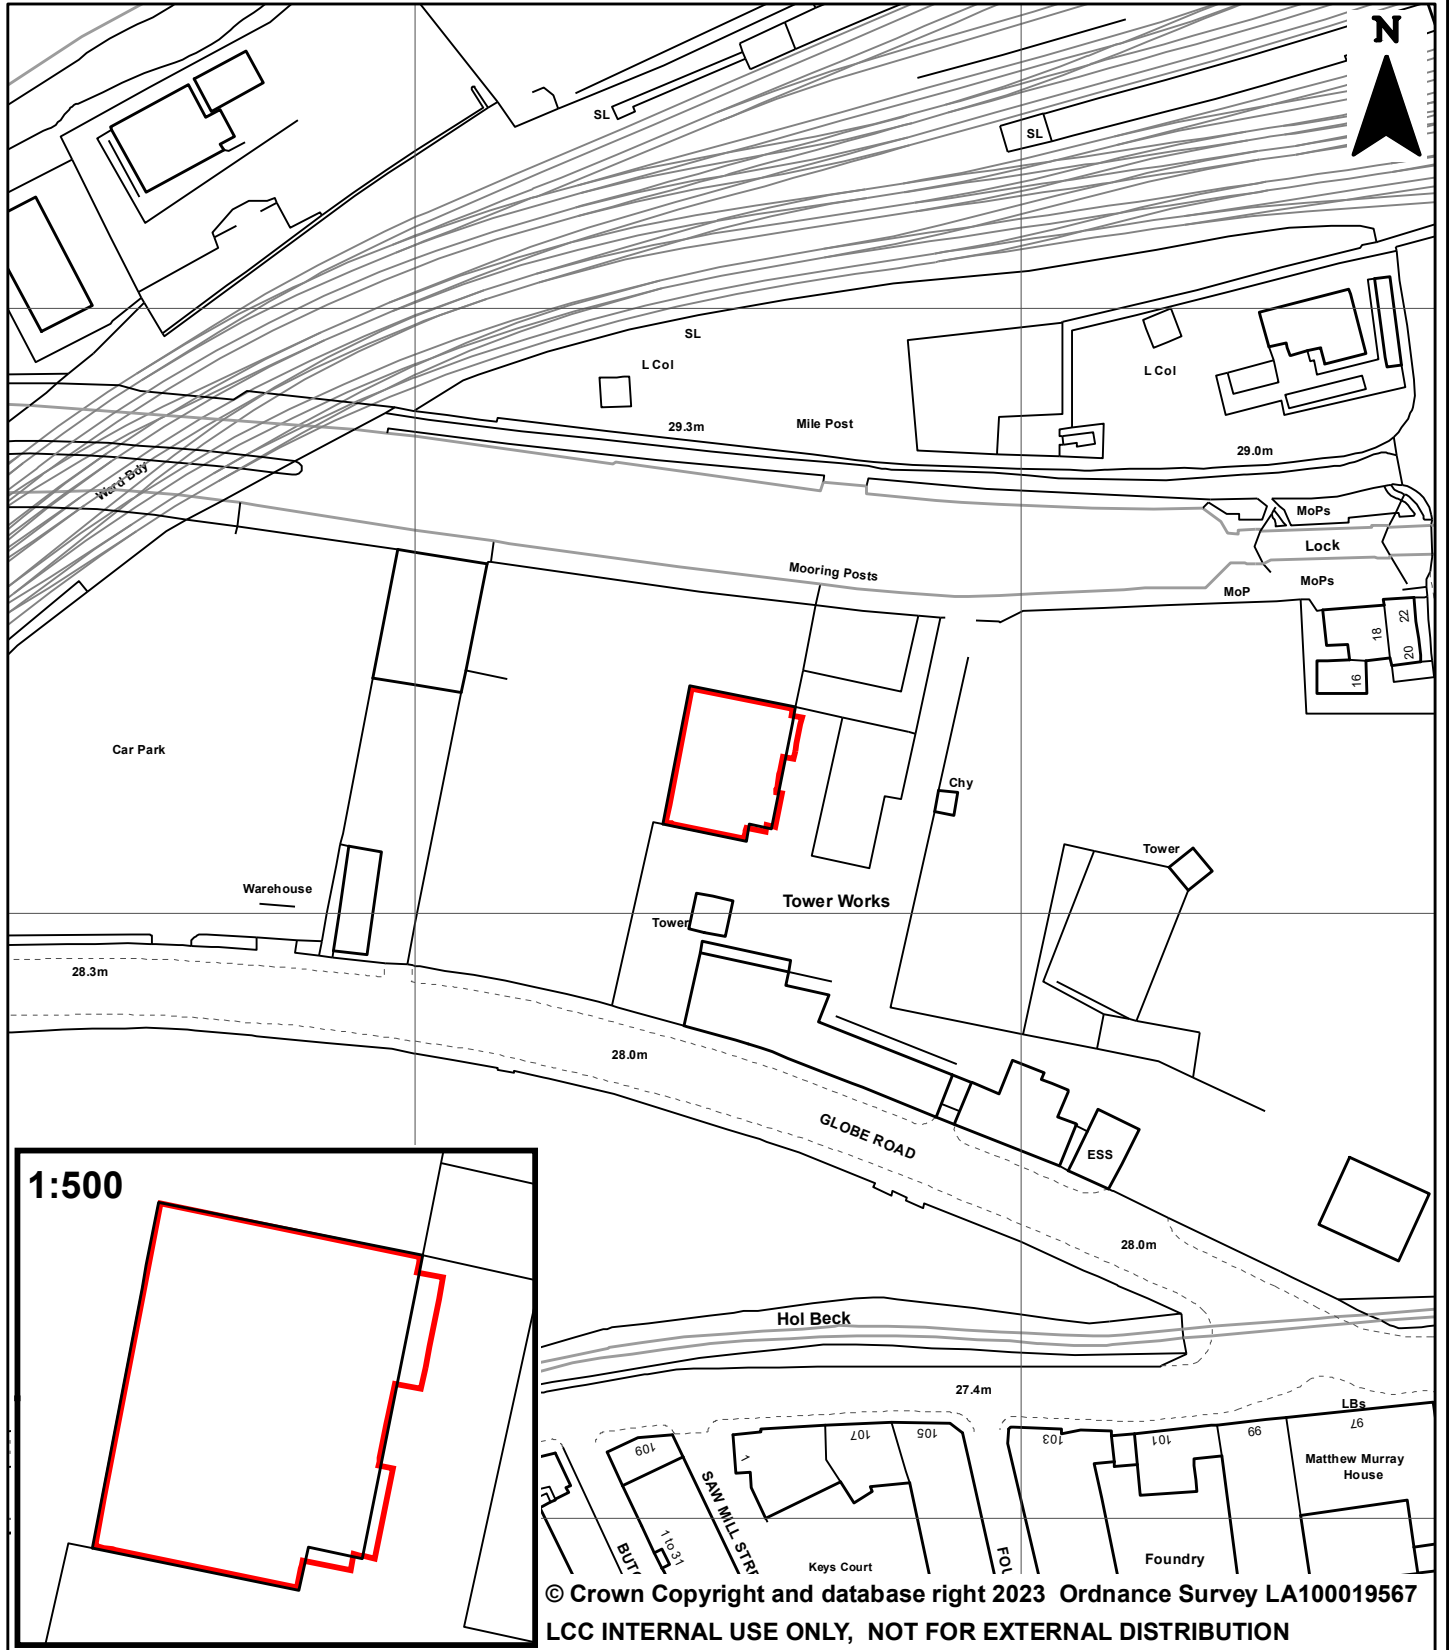 N
SL
SL
SL
L Col
L Col
29.3m
Mile Post
29.0m
Ward Bdy
MoPs
Lock
Mooring Posts
MoPs
MoP
18
22
20
16
Car Park
Chy
Tower
Warehouse
Tower Works
Tower
28.3m
28.0m
GLOBE ROAD
ESS
1:500
28.0m
Hol Beck
27.4m
LBs
109
1
107
105
103
101
99
97
Matthew Murray
House
SAW MILL STRE
1 to 31
Keys Court
Foundry
© Crown Copyright and database right 2023 Ordnance Survey LA100019567
LCC INTERNAL USE ONLY, NOT FOR EXTERNAL DISTRIBUTION